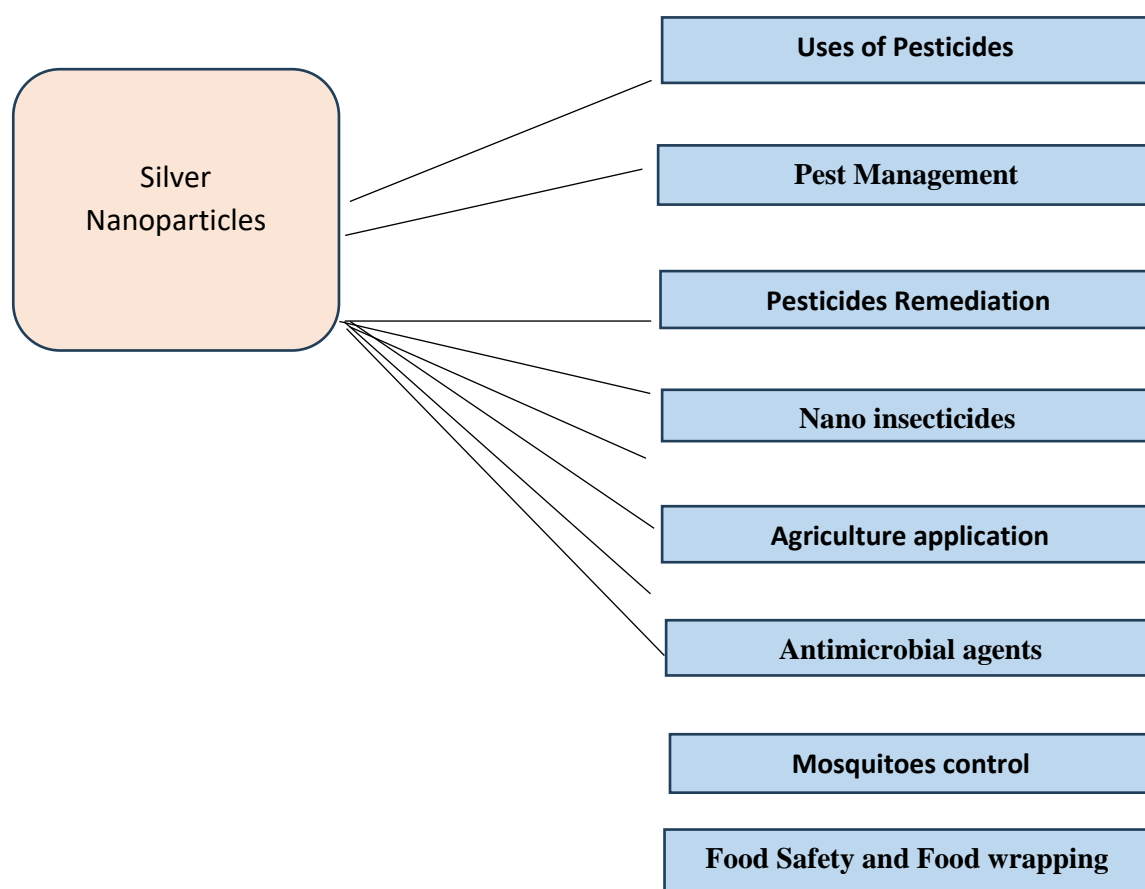 Silver
Nanoparticles
Uses of Pesticides
Pest Management
Pesticides Remediation
Nano insecticides
Agriculture application
Antimicrobial agents
Mosquitoes control
Food Safety and Food wrapping